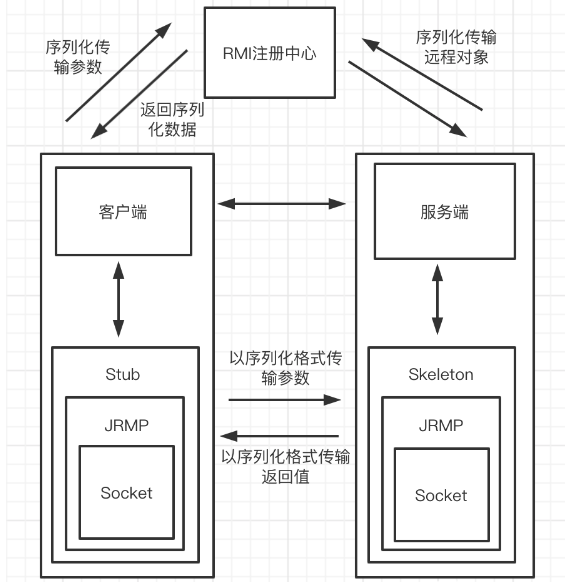 序列化传
输参数
RMI注册中心
序列化传输
远程对象
返回序列
化数据
客户端
服务端
以序列化格式传
输参数
Stub
Skeleton
JRMP
JRMP
以序列化格式传输
返回值
Socket
Socket